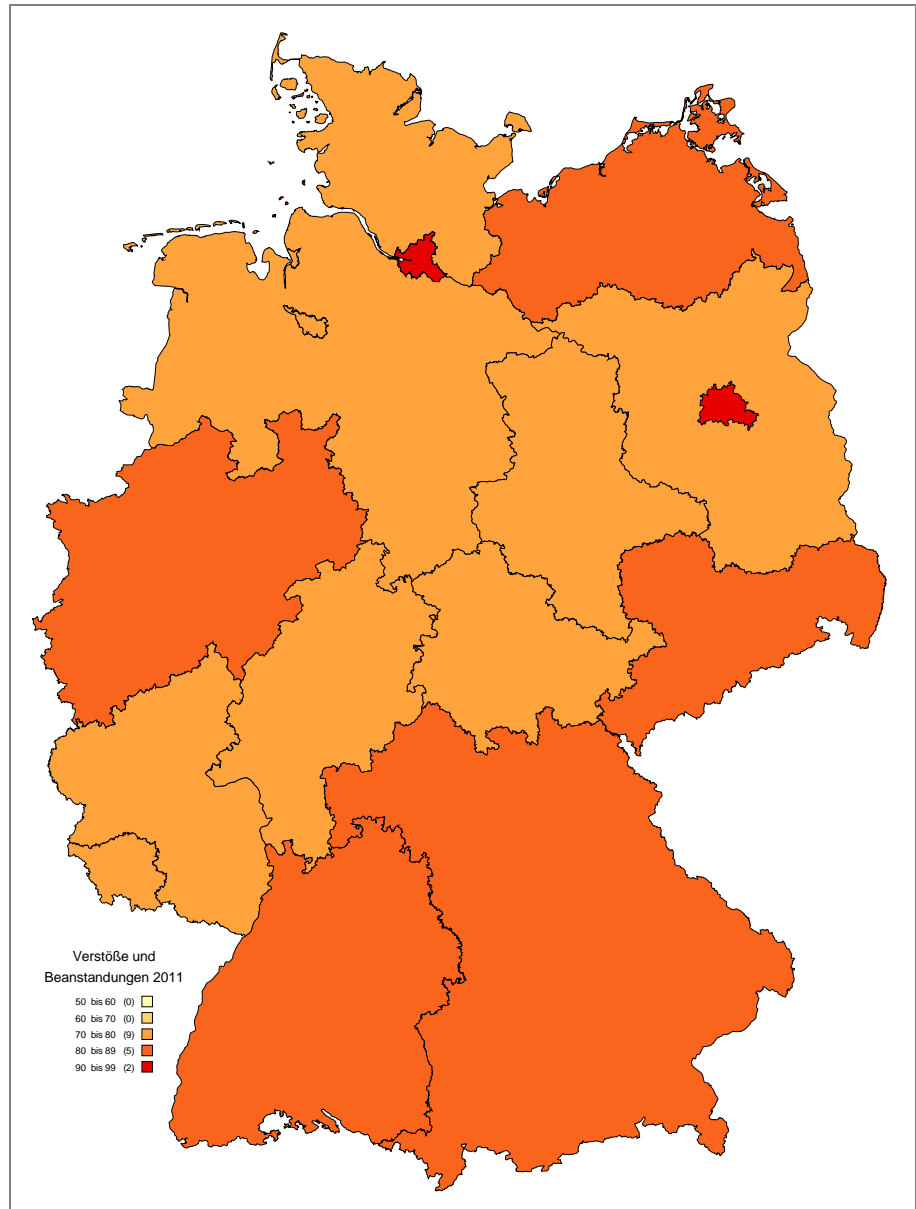 Verstöße und
Beanstandungen 2011
50 bis 60 (0)
60 bis 70 (0)
70 bis 80 (9)
80 bis 89 (5)
90 bis 99 (2)